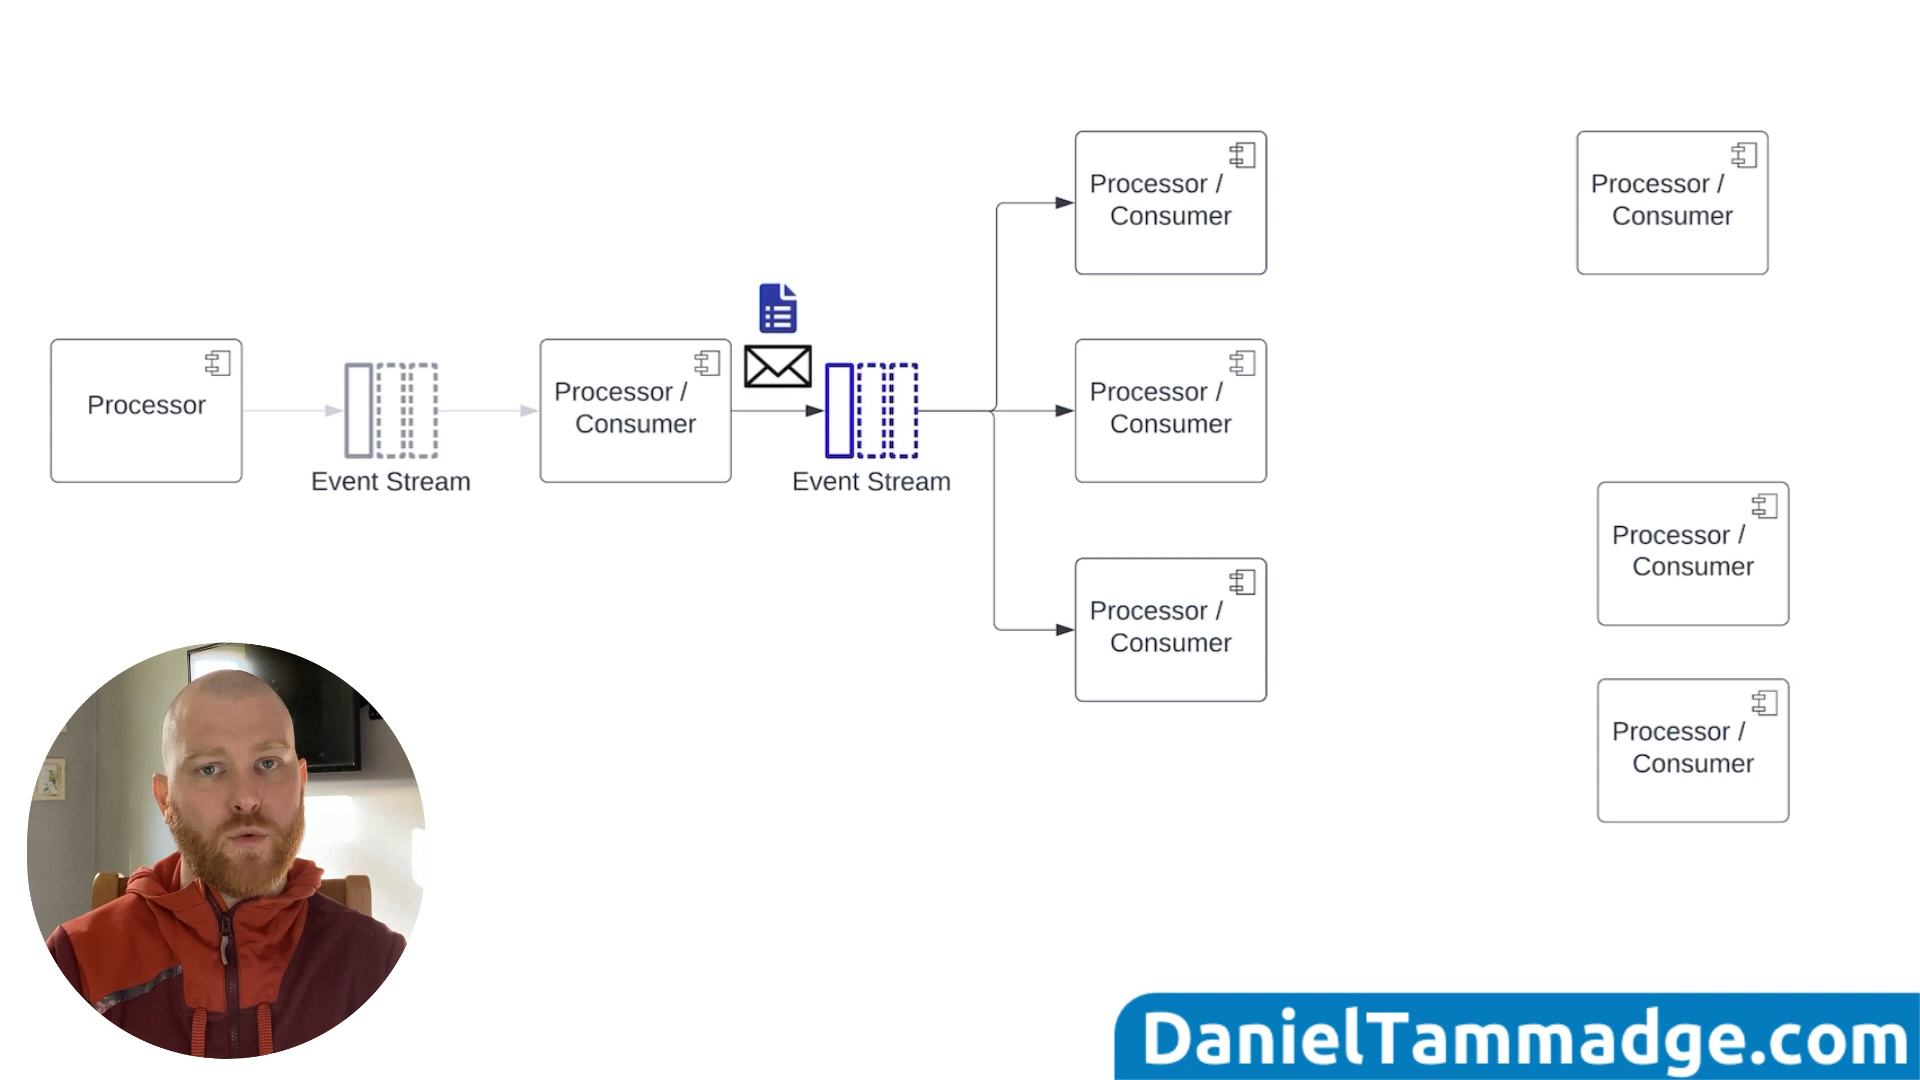 Processor /
Consumer
Processor /
Consumer
Processor
Event Stream
Processor /
Consumer
Event Stream
Processor /
Consumer
Processor /
Consumer
Processor /
Consumer
Processor /
Consumer
DanielTammadge.com